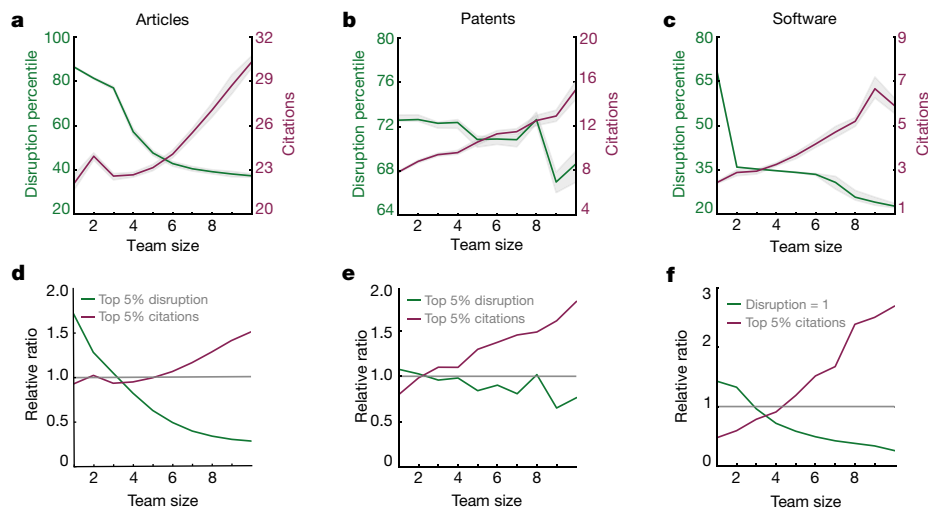 a Articles
Disruption percentile
100
80
60
40
20
32
29
26
23
20
Citations
2 4 6 8
Team size
b Patents
Disruption percentile
80
76
72
68
64
20
16
12
8
4
Citations
2 4 6 8
Team size
c Software
Disruption percentile
80
65
50
35
20
9
7
5
3
1
Citations
2 4 6 8
Team size
d
Relative ratio
2.0
1.5
1.0
0.5
0
Top 5% disruption
Top 5% citations
2 4 6 8
Team size
e
Relative ratio
2.0
1.5
1.0
0.5
0
Top 5% disruption
Top 5% citations
2 4 6 8
Team size
f
Relative ratio
3
2
1
0
Disruption = 1
Top 5% citations
2 4 6 8
Team size